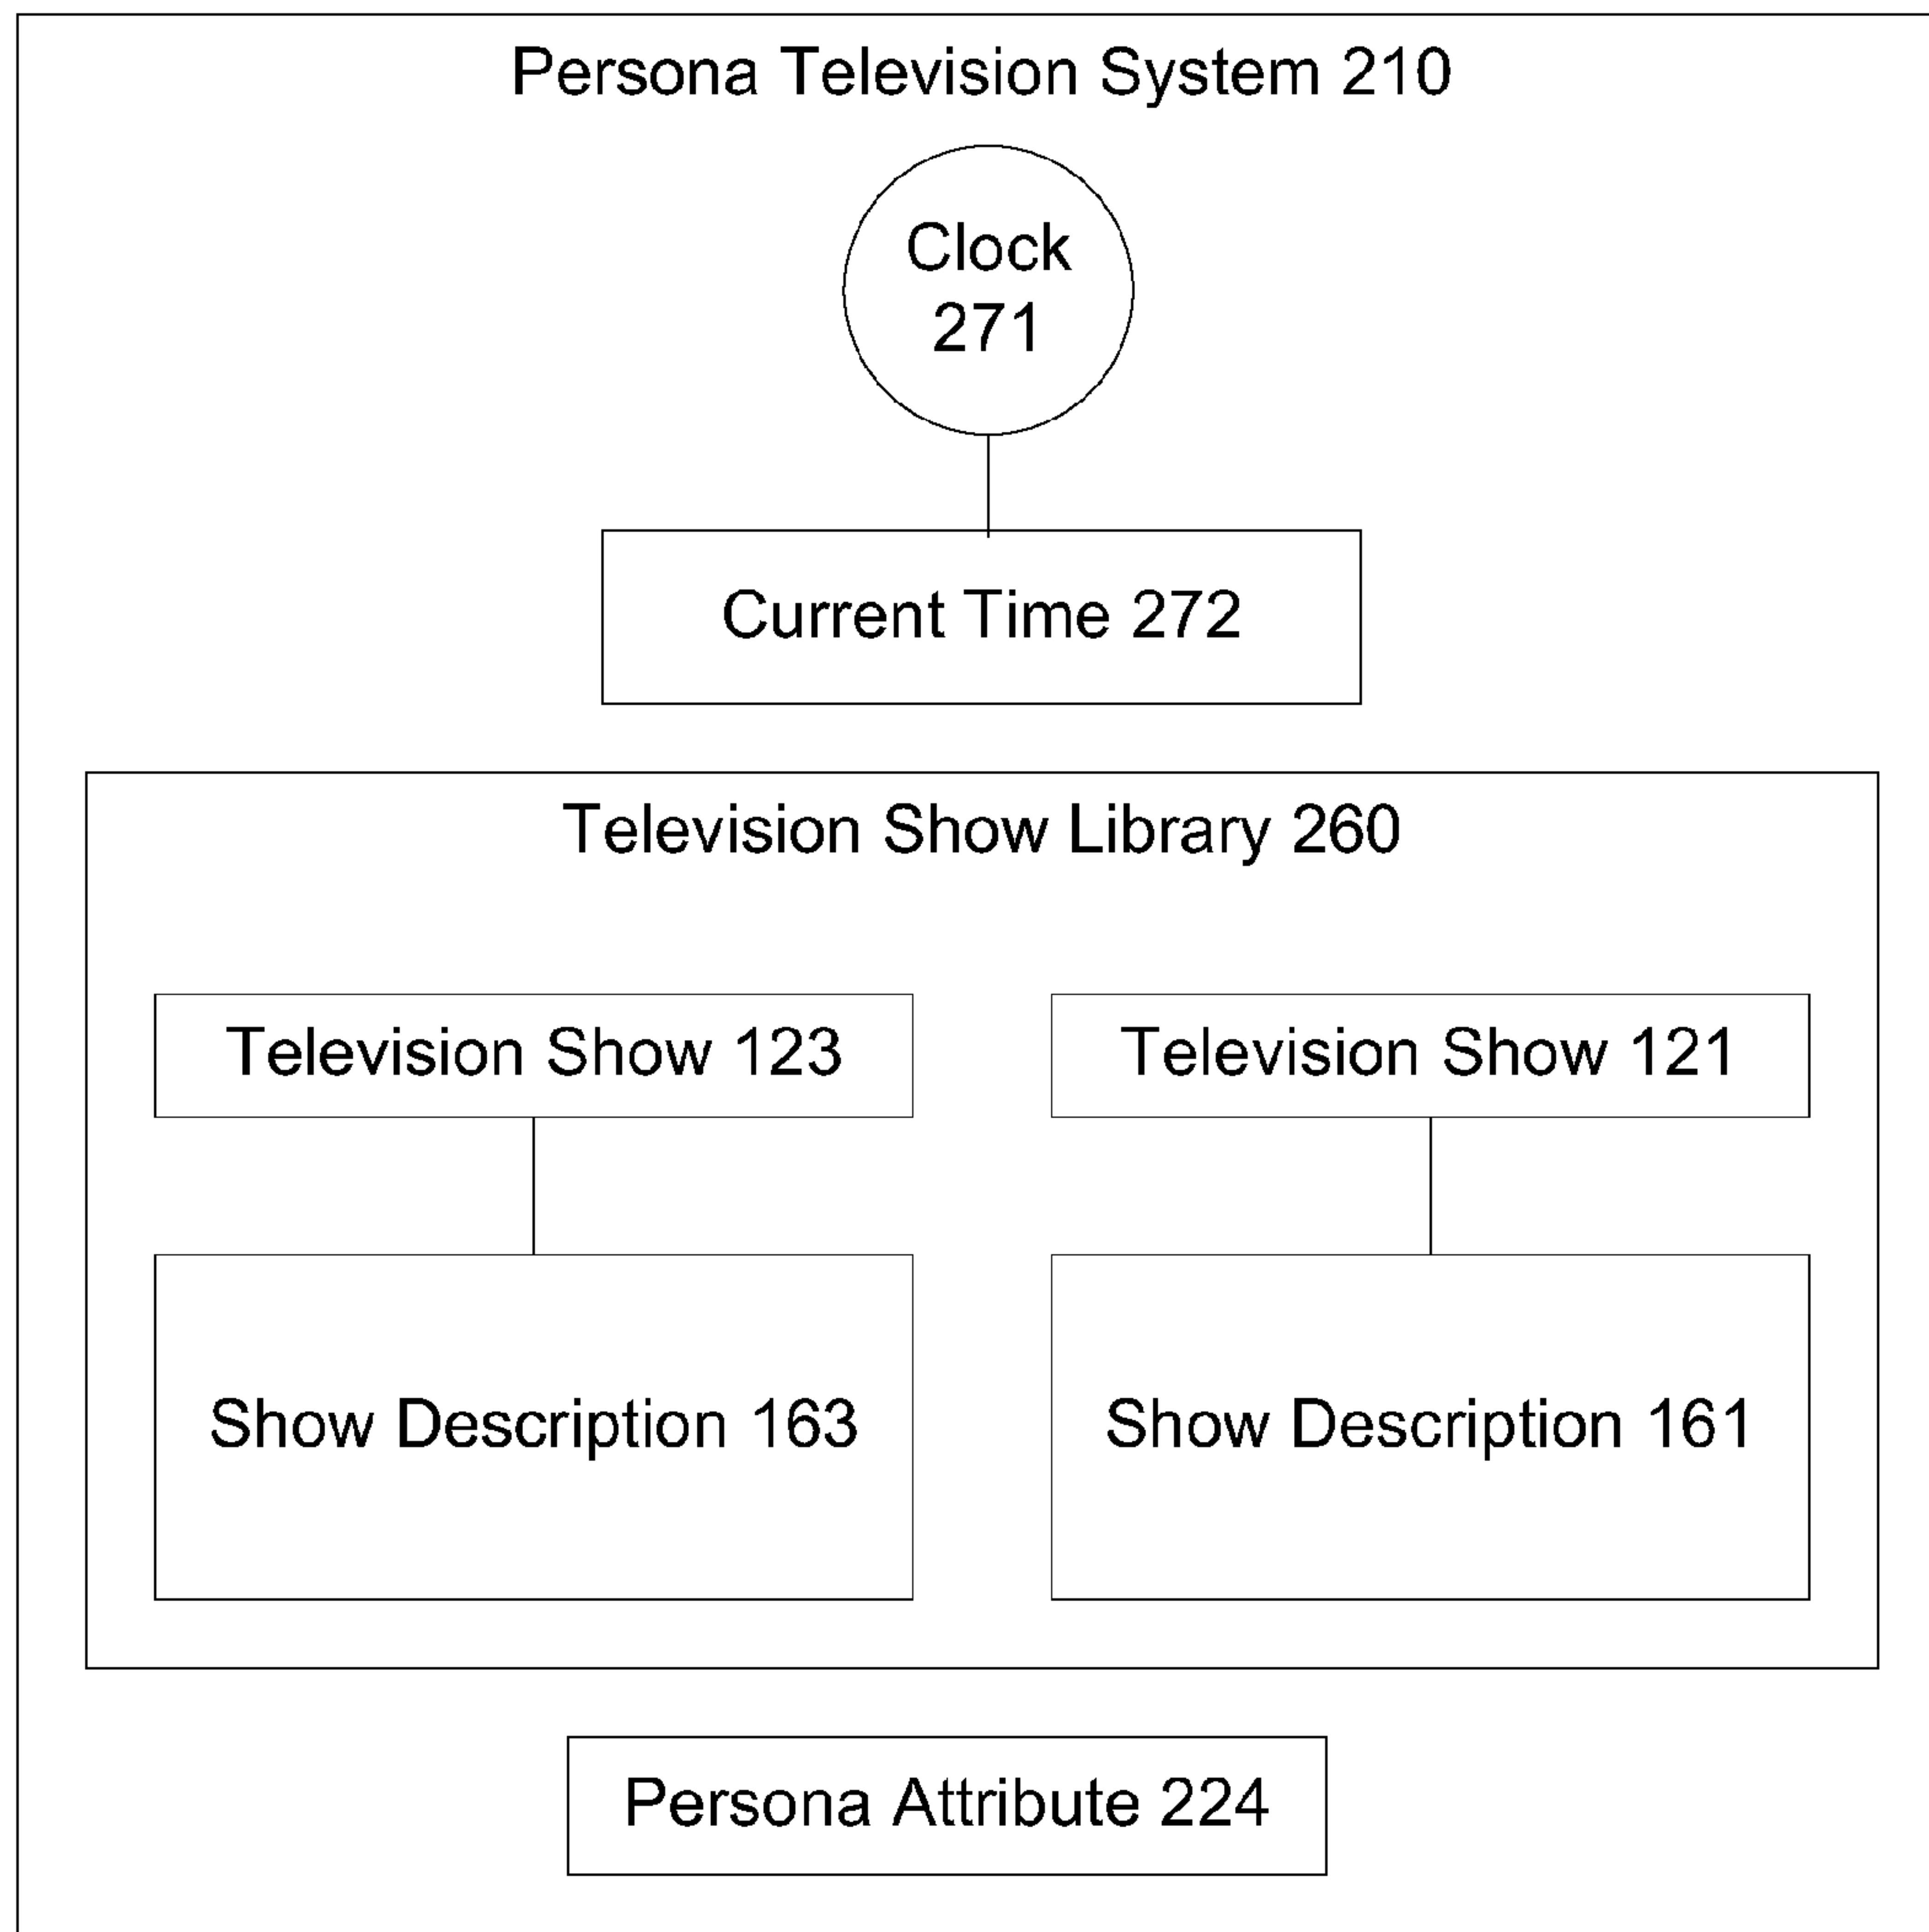 Persona Television System 210
Clock
271
Current Time 272
Television Show Library 260
Television Show 123
Television Show 121
Show Description 163
Show Description 161
Persona Attribute 224